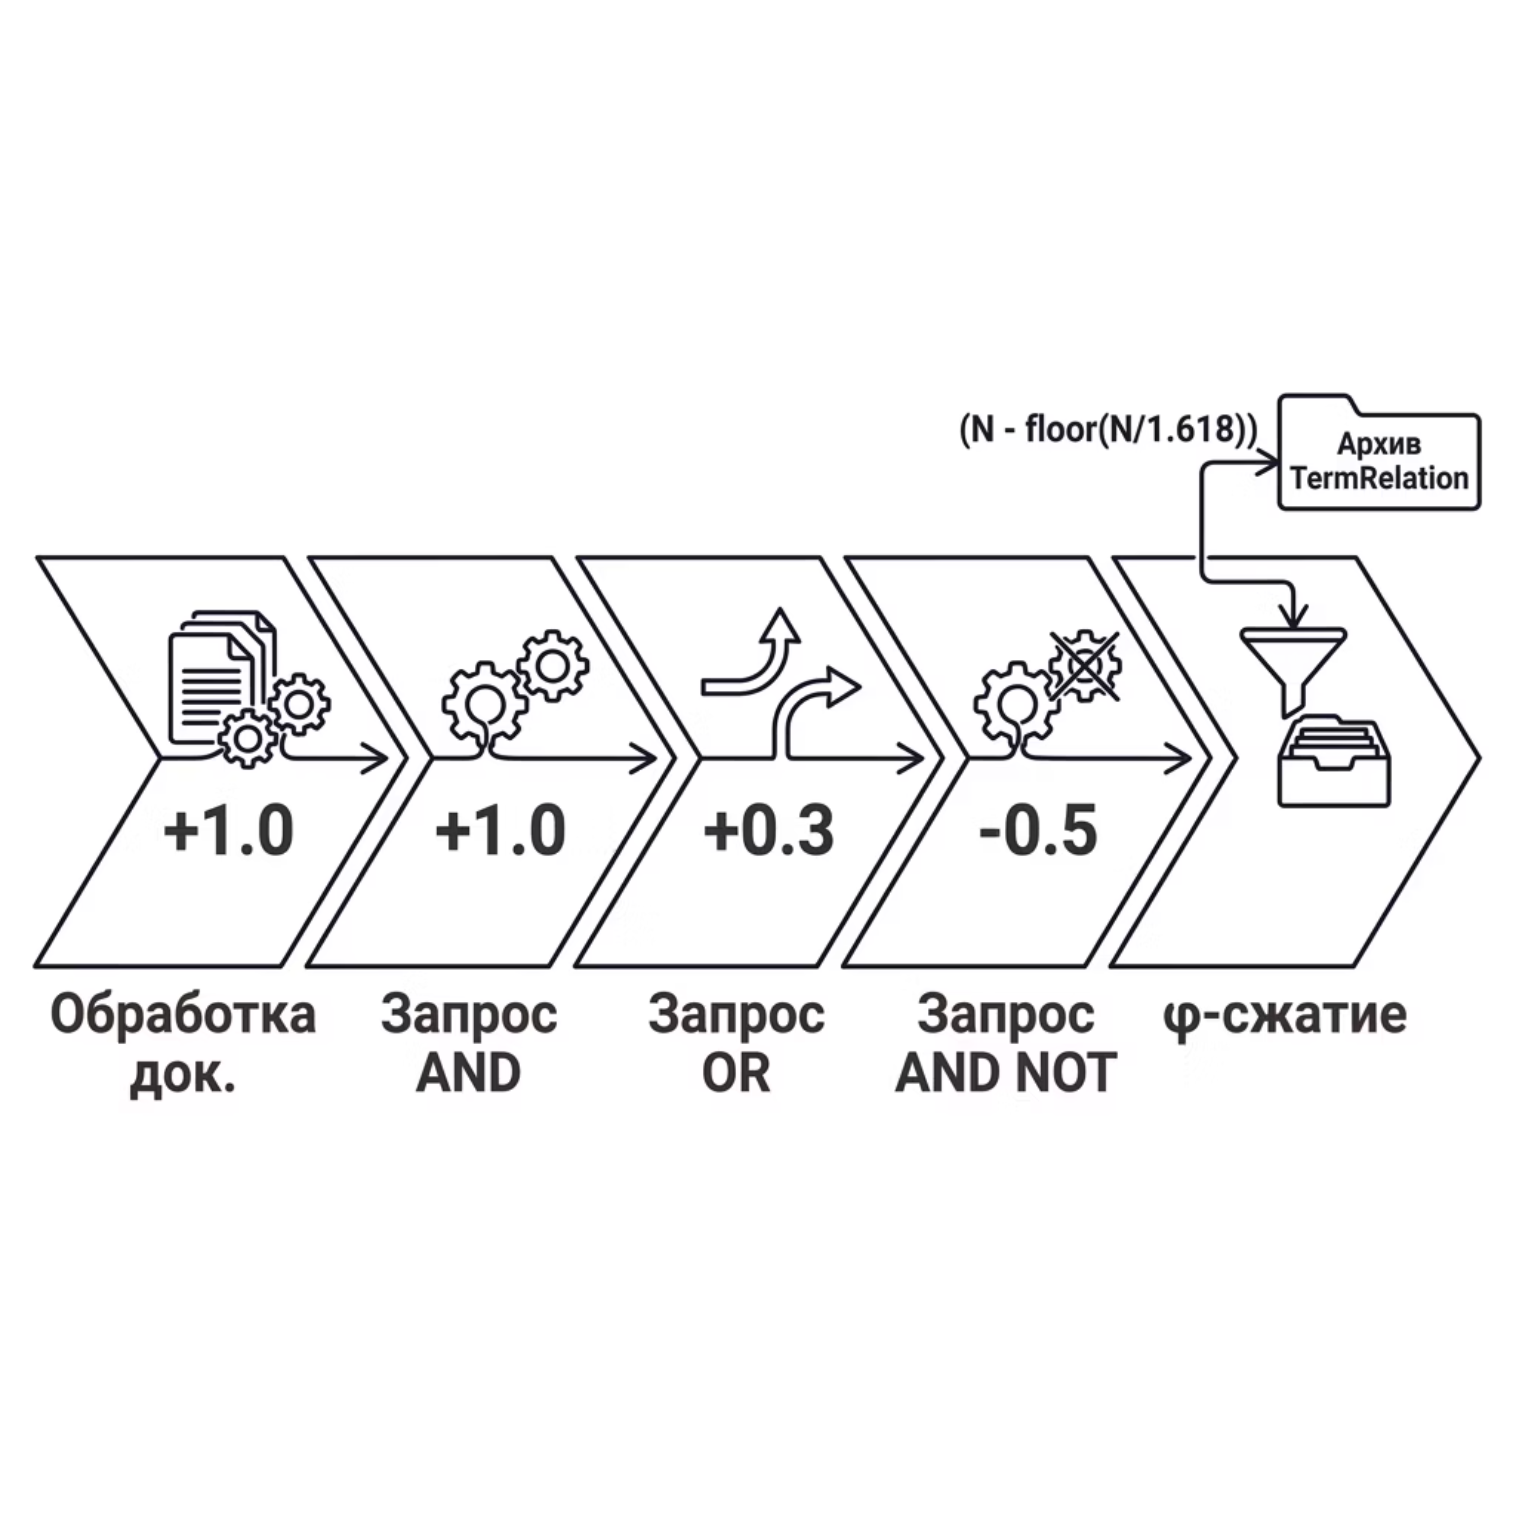 (N - floor(N/1.618))
Архив
TermRelation
+1.0
+1.0
+0.3
-0.5
Обработка
док.
Запрос
AND
Запрос
OR
Запрос
AND NOT
φ-сжатие